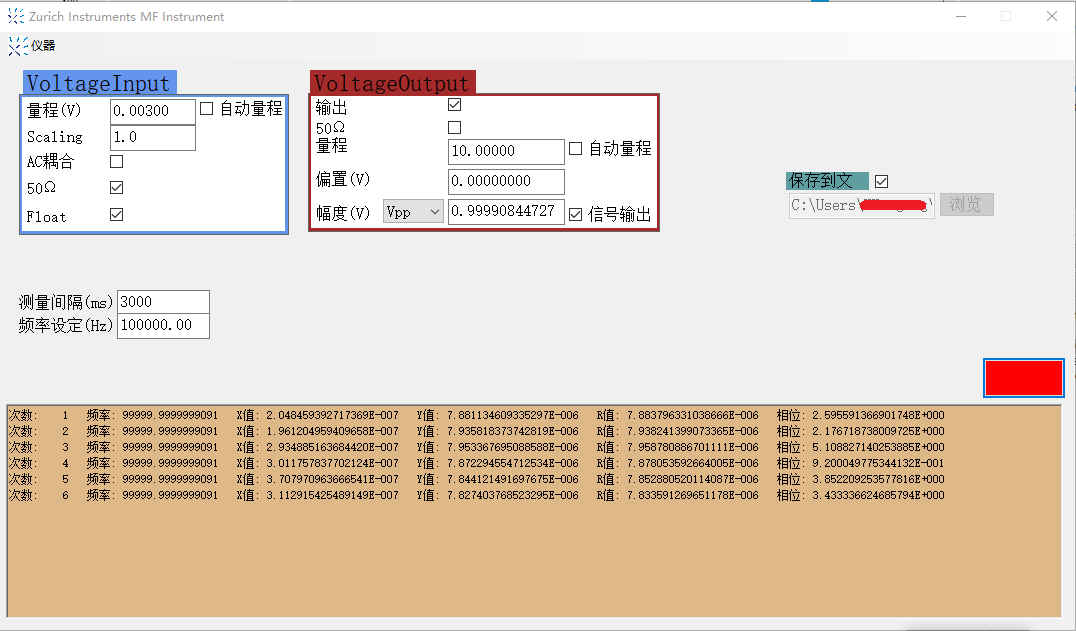 Zurich Instruments MF Instrument
仪器
VoltageInput
量程(V) 0.00300 自动量程
Scaling 1.0
AC耦合
50Ω
Float
VoltageOutput
输出
50Ω
量程 10.00000 自动量程
偏置(V) 0.00000000
幅度(V) Vpp 0.99990844727 信号输出
保存到文
C:\Users\ \ 浏览
测量间隔(ms) 3000
频率设定(Hz) 100000.00
次数: 1 频率: 99999.9999999091 X值: 2.048459392717369E-007 Y值: 7.881134609335297E-006 R值: 7.883796331038666E-006 相位: 2.595591366901748E+000
次数: 2 频率: 99999.9999999091 X值: 1.961204959409658E-007 Y值: 7.935818373742819E-006 R值: 7.938241399073365E-006 相位: 2.176718738009725E+000
次数: 3 频率: 99999.9999999091 X值: 2.934885163684420E-007 Y值: 7.953367695088588E-006 R值: 7.958780886701111E-006 相位: 5.108827140253885E+000
次数: 4 频率: 99999.9999999091 X值: 3.011757837702124E-007 Y值: 7.872294554712534E-006 R值: 7.878053592664005E-006 相位: 9.200049775344132E-001
次数: 5 频率: 99999.9999999091 X值: 3.707970963666541E-007 Y值: 7.844121491697675E-006 R值: 7.852880520114087E-006 相位: 3.852209253577816E+000
次数: 6 频率: 99999.9999999091 X值: 3.112915425489149E-007 Y值: 7.827403768523295E-006 R值: 7.833591269651178E-006 相位: 3.433336624685794E+000